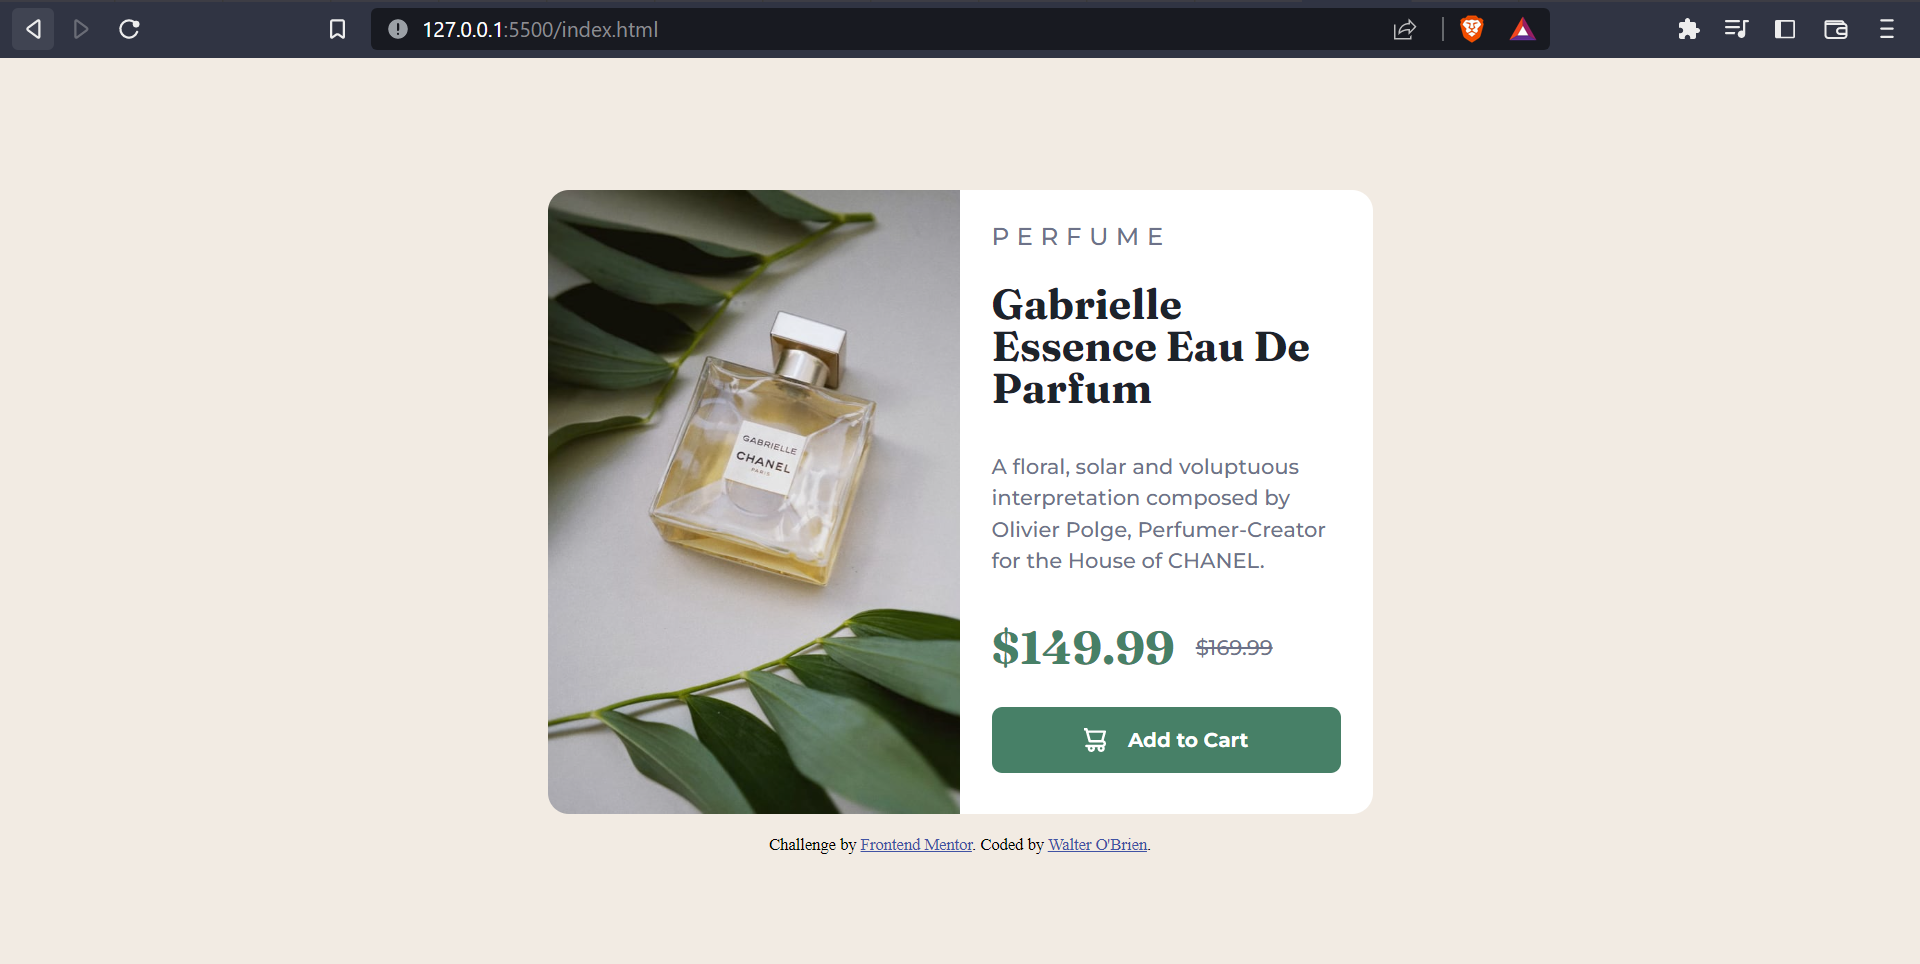 127.0.0.1:5500/index.html
PERFUME
Gabrielle
Essence Eau De
Parfum
GABRIELLE
CHANEL
PARIS
A floral, solar and voluptuous
interpretation composed by
Olivier Polge, Perfumer-Creator
for the House of CHANEL.
$149.99 $169.99
Add to Cart
Challenge by Frontend Mentor. Coded by Walter O'Brien.